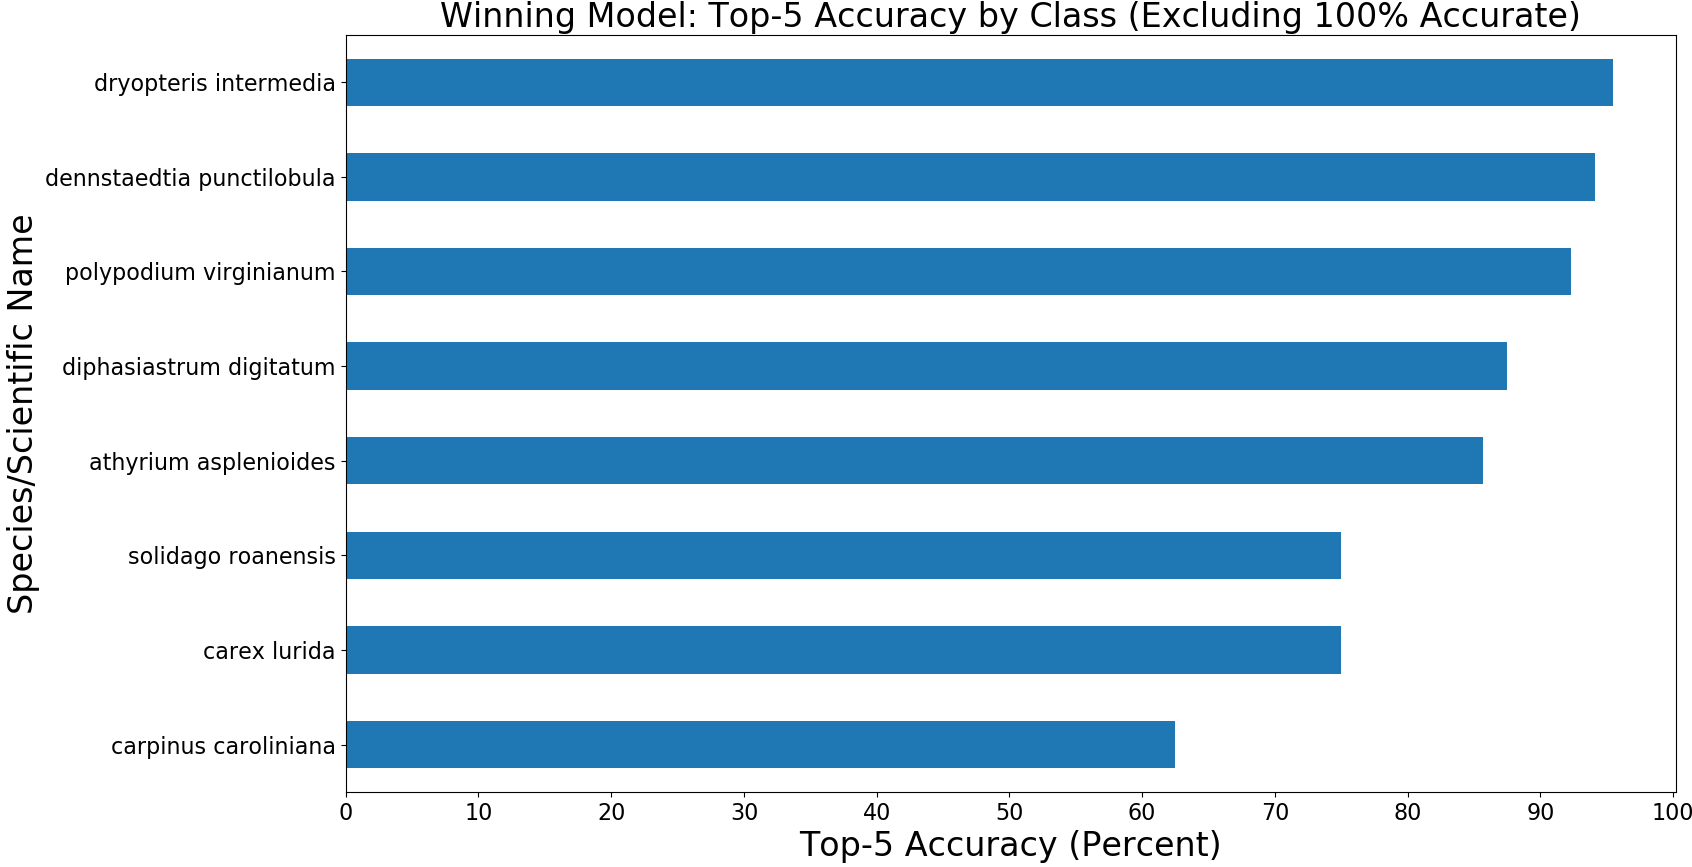 Winning Model: Top-5 Accuracy by Class (Excluding 100% Accurate)
Species/Scientific Name
dryopteris intermedia
dennstaedtia punctilobula
polypodium virginianum
diphasiastrum digitatum
athyrium asplenioides
solidago roanensis
carex lurida
carpinus caroliniana
0 10 20 30 40 50 60 70 80 90 100
Top-5 Accuracy (Percent)